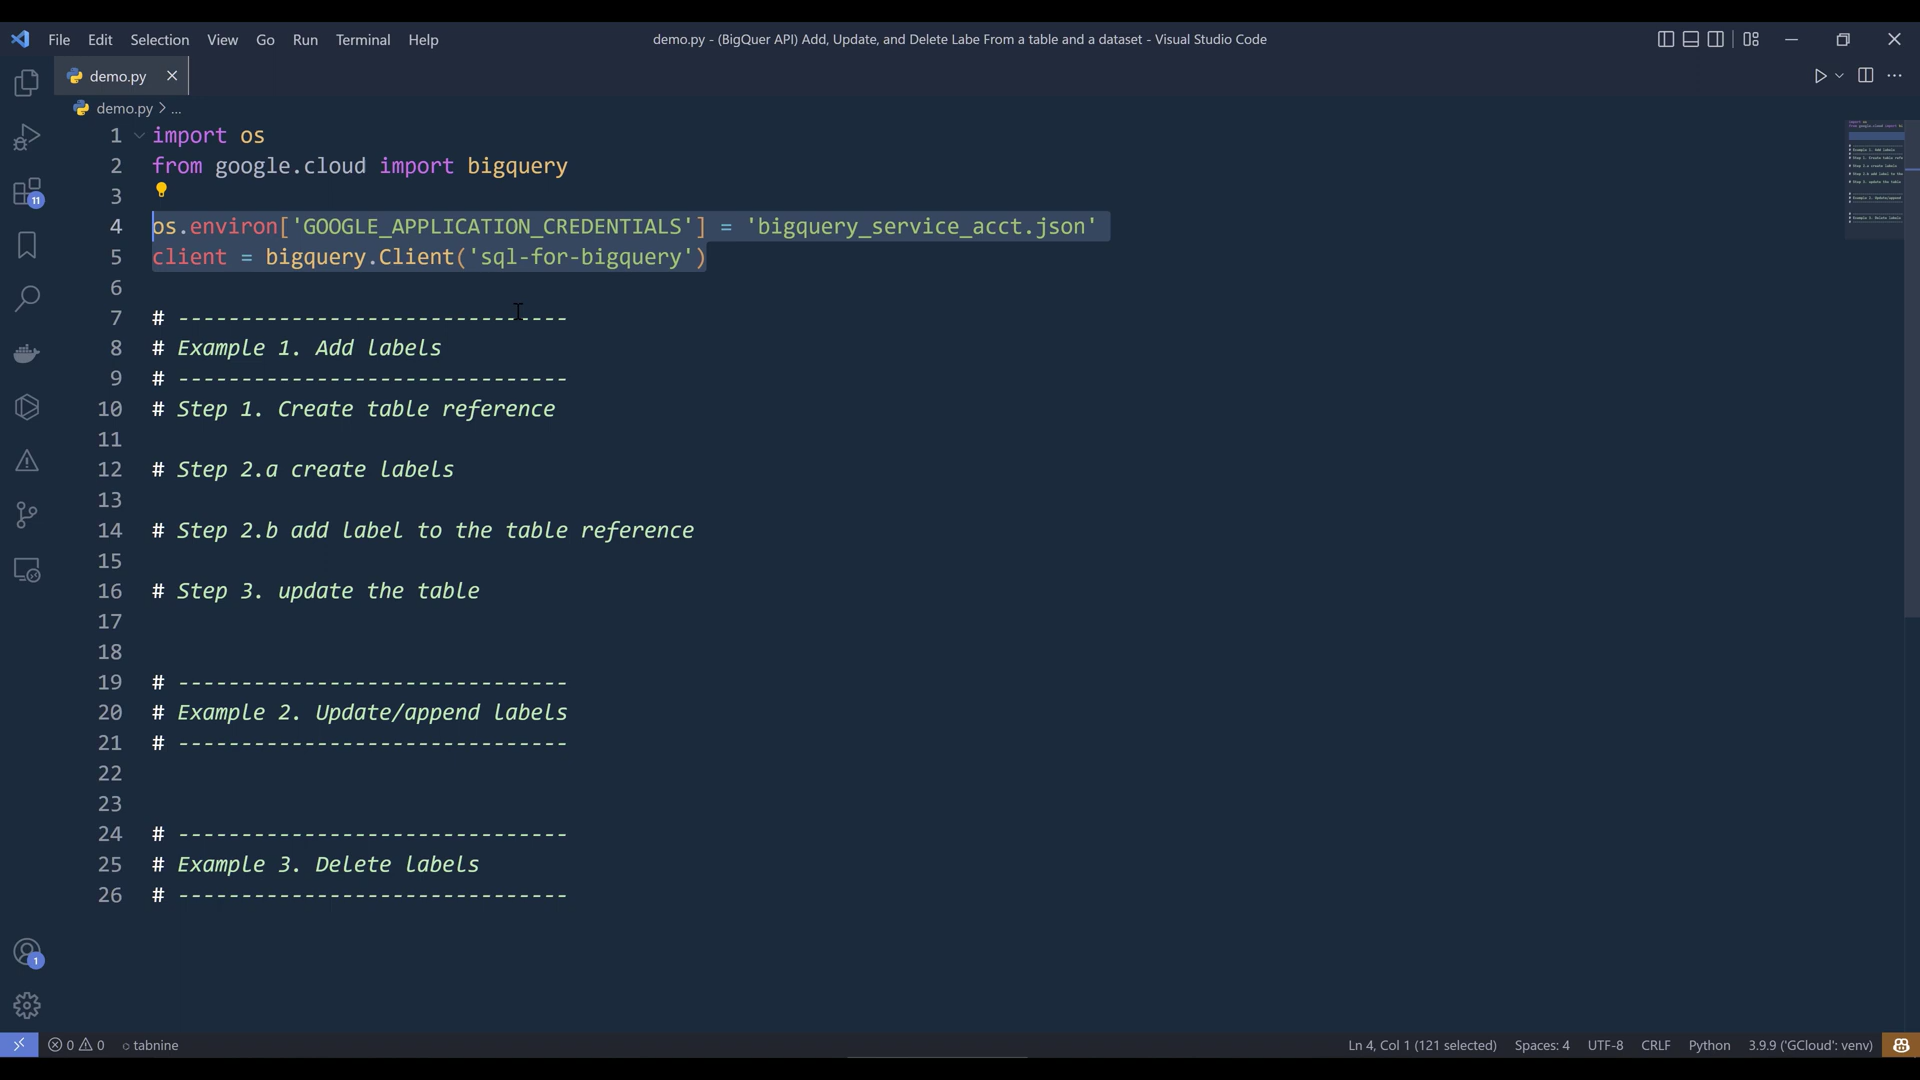 File Edit Selection View Go Run Terminal Help
demo.py - (BigQuer API) Add, Update, and Delete Labe From a table and a dataset - Visual Studio Code
demo.py
demo.py > ...
1 import os
2 from google.cloud import bigquery
3
4 os.environ['GOOGLE_APPLICATION_CREDENTIALS'] = 'bigquery_service_acct.json'
5 client = bigquery.Client('sql-for-bigquery')
6
7 # -------------------------------
8 # Example 1. Add labels
9 # -------------------------------
10 # Step 1. Create table reference
11
12 # Step 2.a create labels
13
14 # Step 2.b add label to the table reference
15
16 # Step 3. update the table
17
18
19 # -------------------------------
20 # Example 2. Update/append labels
21 # -------------------------------
22
23
24 # -------------------------------
25 # Example 3. Delete labels
26 # -------------------------------
11
1
0 0 tabnine
Ln 4, Col 1 (121 selected) Spaces: 4 UTF-8 CRLF Python 3.9.9 ('GCloud': venv)